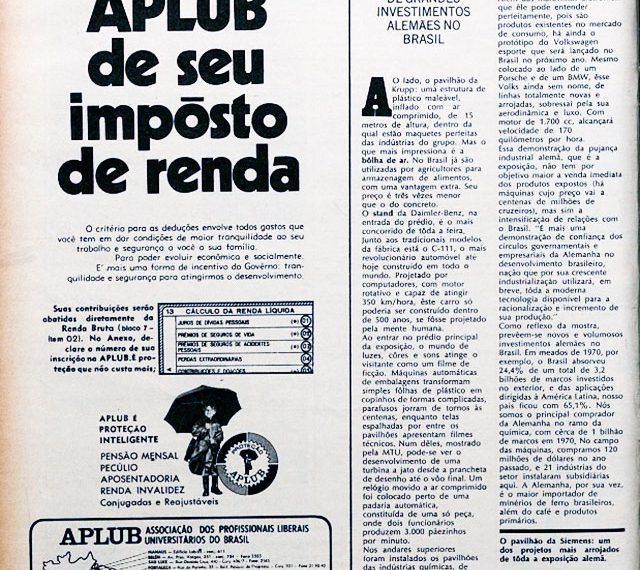 APLUB
de seu
impôsto
de renda
O critério para as deduções envolve todos gastos que
você tem em dar condições de maior tranquilidade ao seu
trabalho e segurança a você a sua família.
Para poder evoluir econômica e socialmente.
E' mais uma forma de incentivo do Govêrno: tran-
quilidade e segurança para atingirmos o desenvolvimento.
Suas contribuições serão
abatidas diretamente da
Renda Bruta (bloco 7 -
Item 02). No Anexo, de-
clare o número de sua
inscrição na APLUB. E pro-
teção que não custa mais;
13 CÁLCULO DA RENDA LÍQUIDA
JUROS DE DÍVIDAS PESSOAIS (-) 01
PRÊMIOS DE SEGUROS DE VIDA (-) 02
PRÊMIOS DE SEGUROS DE ACIDENTES PESSOAIS (-) 03
PERDAS EXTRAORDINÁRIAS 04
CONTRIBUIÇÕES E DOAÇÕES
APLUB É
PROTEÇÃO
INTELIGENTE
PENSÃO MENSAL
PECÚLIO
APOSENTADORIA
RENDA INVALIDEZ
Conjugados e Reajustáveis
PROTEÇÃO
APLUB
APLUB ASSOCIAÇÃO DOS PROFISSIONAIS LIBERAIS
UNIVERSITÁRIOS DO BRASIL
DE GRANDES
INVESTIMENTOS
ALEMÃES NO
BRASIL
AO lado, o pavilhão da
Krupp: uma estrutura de
plástico maleável,
inflado com ar
comprimido, de 15
metros de altura, dentro da
qual estão maquetes perfeitas
das indústrias do grupo. Mas o
que mais impressiona é a
bôlha de ar. No Brasil já são
utilizadas por agricultores para
armazenagem de alimentos,
com uma vantagem extra. Seu
preço é três vêzes menor
que o do concreto.
O stand da Daimler-Benz, na
entrada do prédio, é o mais
concorrido de tôda a feira.
Junto aos tradicionais modelos
da fábrica está o C-111, o mais
revolucionário automóvel até
hoje construído em todo o
mundo. Projetado por
computadores, com motor
rotativo e capaz de atingir
350 km/hora, êste carro só
poderia ser construído dentro
de 500 anos, se fôsse projetado
pela mente humana.
Ao entrar no prédio principal
da exposição, o mundo de
luzes, côres e sons atinge o
visitante como um filme de
ficção. Máquinas automáticas
de embalagens transformam
simples fôlhas de plástico em
copinhos de formas complicadas,
parafusos jorram de tornos às
centenas, enquanto telas
espalhadas por entre os
pavilhões apresentam filmes
técnicos. Num dêles, mostrado
pela MTU, pode-se ver o
desenvolvimento de uma
turbina a jato desde a prancheta
de desenho até o vôo final. Um
relógio movido a ar comprimido
foi colocado perto de uma
padaria automática,
constituída de uma só peça,
onde dois funcionários
produzem 3.000 pãezinhos
por minuto.
Nos andares superiores
foram instalados os pavilhões
das indústrias químicas, de
que êle pode entender
perfeitamente, pois são
produtos existentes no mercado
de consumo, há ainda o
protótipo do Volkswagen
esporte que será lançado no
Brasil no próximo ano. Mesmo
colocado ao lado de um
Porsche e de um BMW, êsse
Volks ainda sem nome, de
linhas totalmente novas e
arrojadas, sobressai pela sua
aerodinâmica e luxo. Com
motor de 1.700 cc, alcançará
velocidade de 170
quilômetros por hora.
Essa demonstração da pujança
industrial alemã, que é a
exposição, não tem por
objetivo maior a venda imediata
dos produtos expostos (há
máquinas cujo preço vai a
centenas de milhões de
cruzeiros), mas sim a
intensificação de relações com
o Brasil. "É mais uma
demonstração de confiança dos
círculos governamentais e
empresariais da Alemanha no
desenvolvimento brasileiro,
nação que por sua crescente
industrialização utilizará, em
breve, tôda a moderna
tecnologia disponível para a
racionalização e incremento de
sua produção."
Como reflexo da mostra,
prevêem-se novos e volumosos
investimentos alemães no
Brasil. Em meados de 1970, por
exemplo, o Brasil absorveu
24,4% de um total de 3,2
bilhões de marcos investidos
no exterior, e das aplicações
dirigidas à América Latina, nosso
país ficou com 65,1%. Nós
somos o principal comprador
da Alemanha no ramo da
química, com cêrca de 1 bilhão
de marcos em 1970. No campo
das máquinas, compramos 120
milhões de dólares no ano
passado, e 21 indústrias do
setor instalaram subsidiárias
aqui. A Alemanha, por sua vez,
é o maior importador de
minérios de ferro brasileiros,
além do café e produtos
primários.
O pavilhão da Siemens: um
dos projetos mais arrojados
de tôda a exposição alemã.